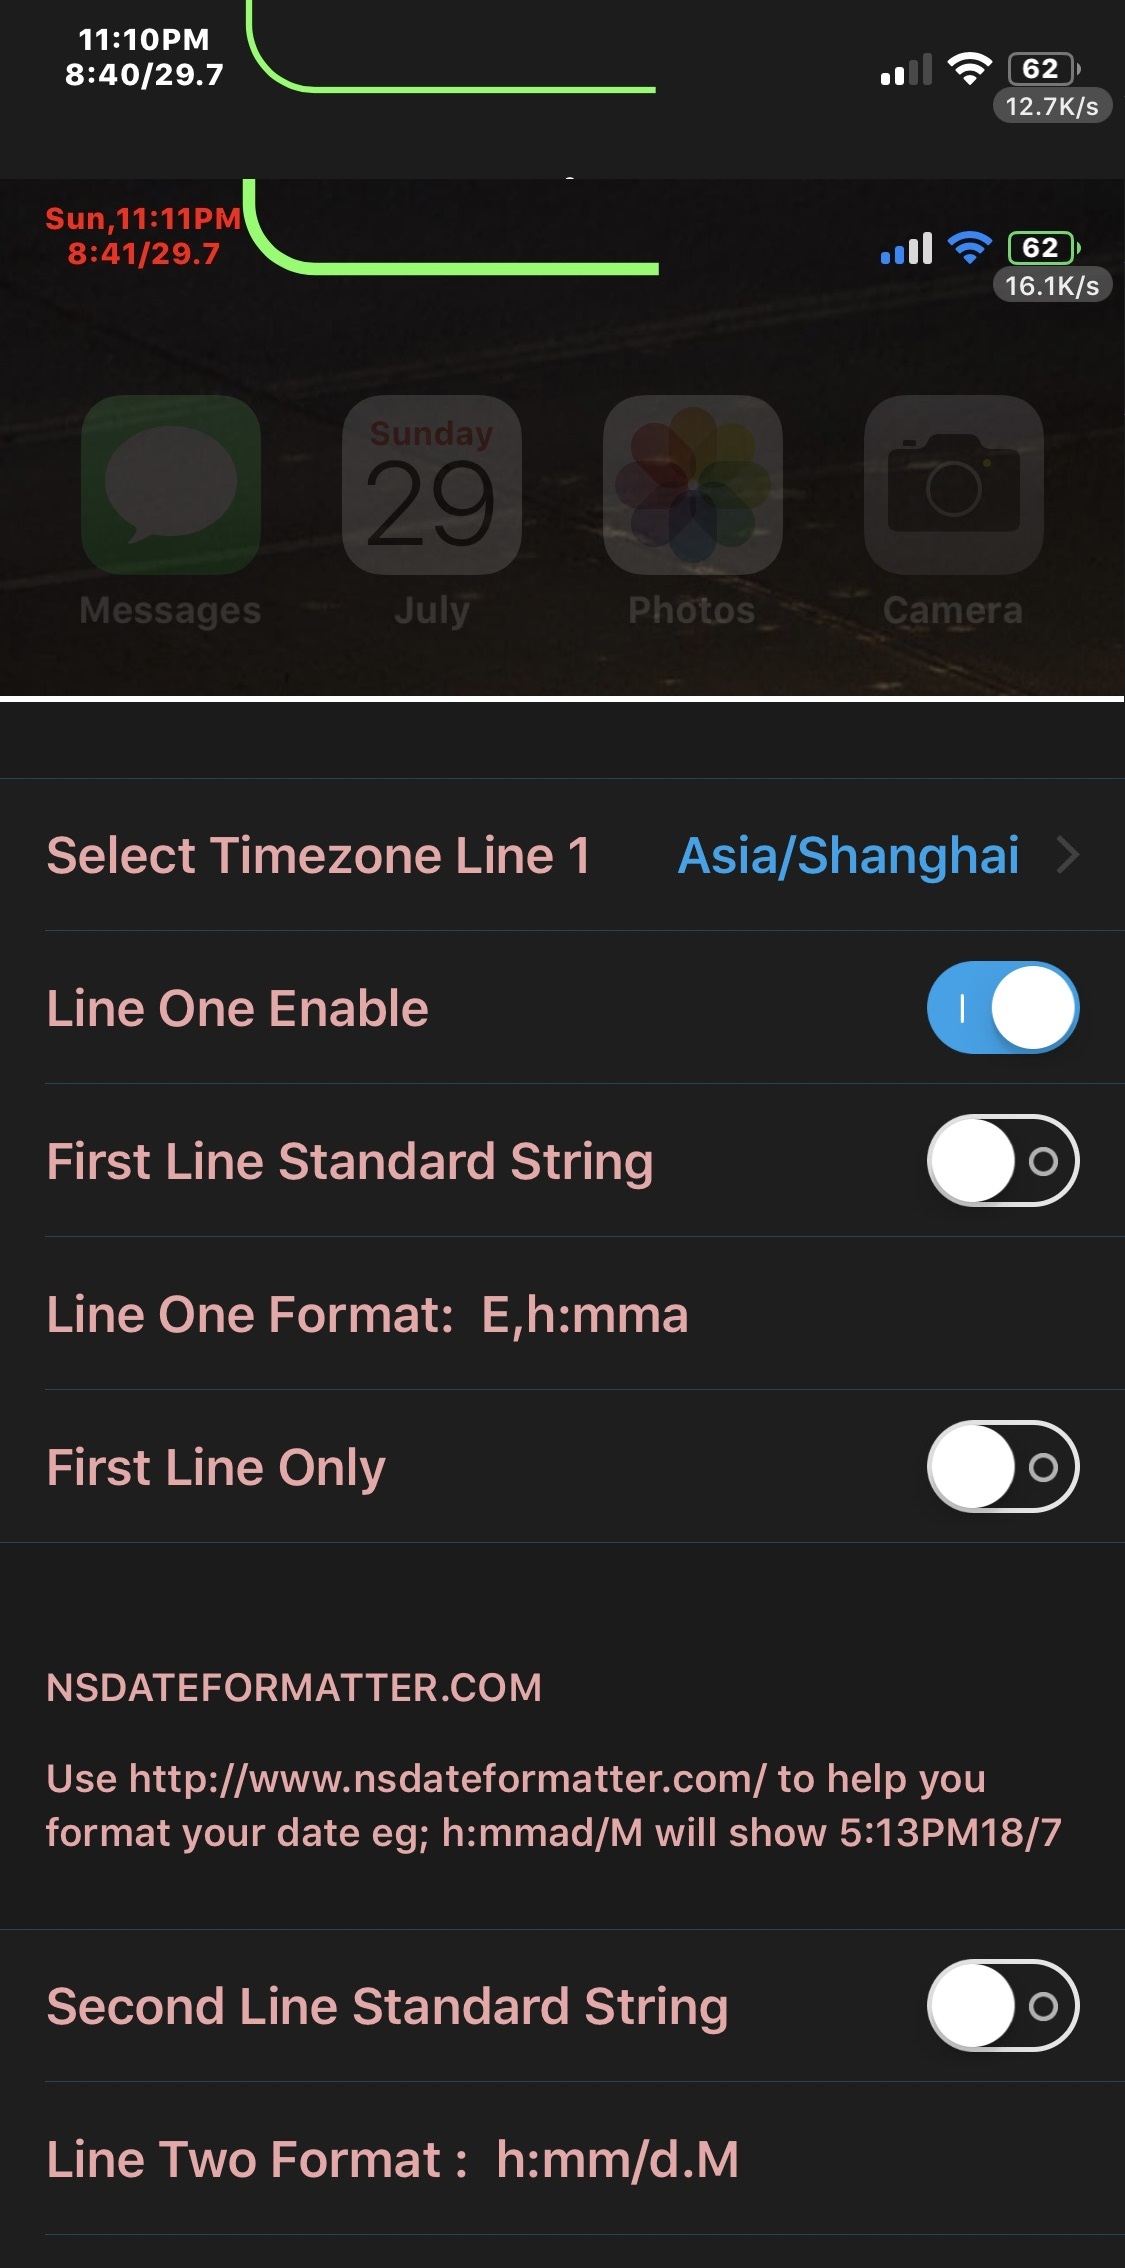 11:10PM
8:40/29.7
62
12.7K/s
Sun,11:11PM
8:41/29.7
62
16.1K/s
Sunday
29
Messages
July
Photos
Camera
Select Timezone Line 1
Asia/Shanghai
Line One Enable
First Line Standard String
Line One Format:  E,h:mma
First Line Only
NSDATEFORMATTER.COM
Use http://www.nsdateformatter.com/ to help you
format your date eg; h:mmad/M will show 5:13PM18/7
Second Line Standard String
Line Two Format :  h:mm/d.M